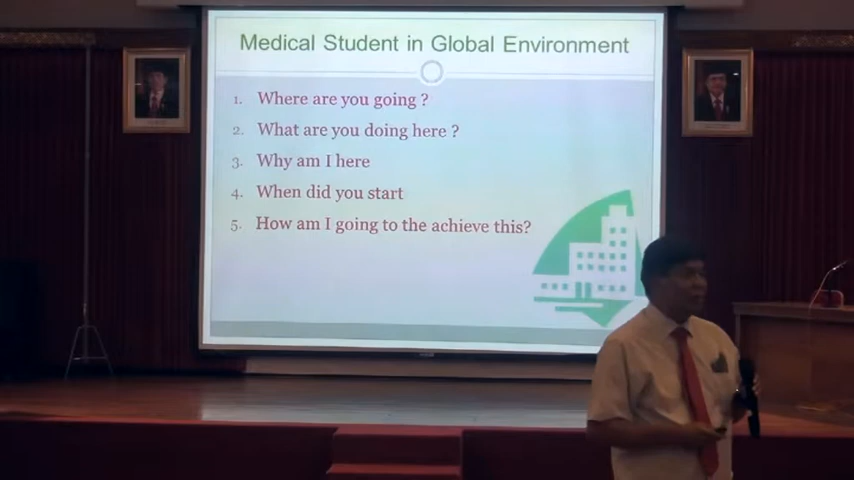 Medical Student in Global Environment
1. Where are you going ?
2. What are you doing here ?
3. Why am I here
4. When did you start
5. How am I going to the achieve this?